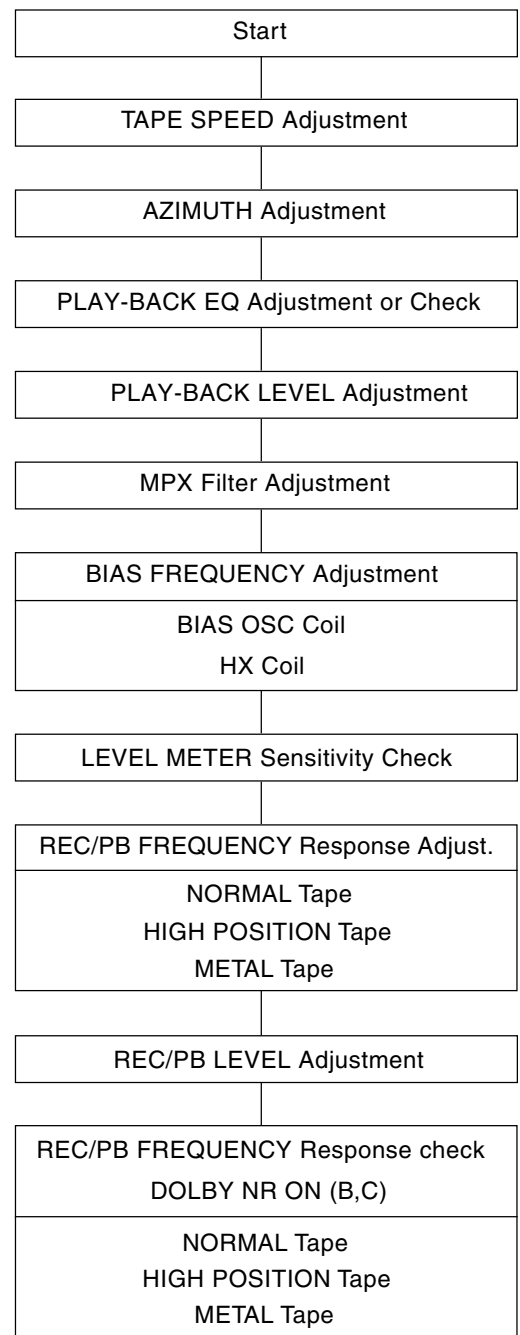 Start
TAPE SPEED Adjustment
AZIMUTH Adjustment
PLAY-BACK EQ Adjustment or Check
PLAY-BACK LEVEL Adjustment
MPX Filter Adjustment
BIAS FREQUENCY Adjustment
BIAS OSC Coil
HX Coil
LEVEL METER Sensitivity Check
REC/PB FREQUENCY Response Adjust.
NORMAL Tape
HIGH POSITION Tape
METAL Tape
REC/PB LEVEL Adjustment
REC/PB FREQUENCY Response check
DOLBY NR ON (B,C)
NORMAL Tape
HIGH POSITION Tape
METAL Tape